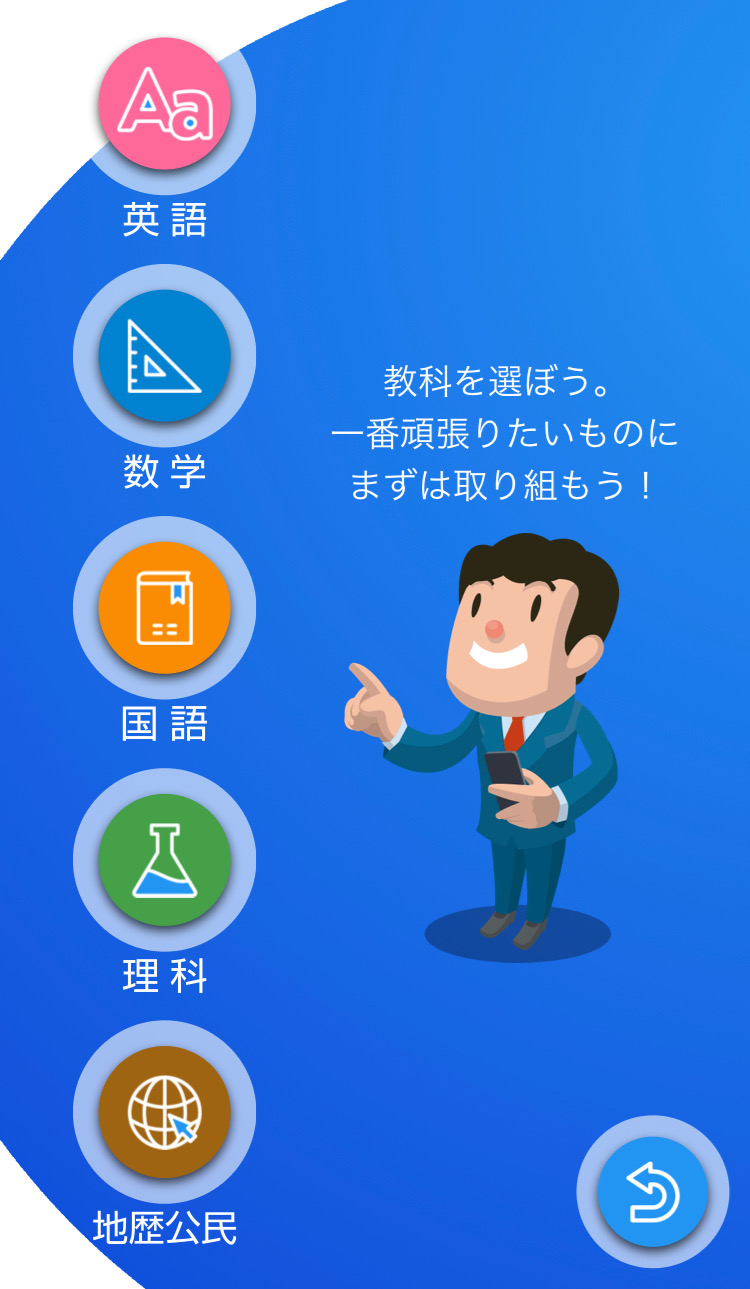 Aa
英語
数学
教科を選ぼう。
一番頑張りたいものに
まずは取り組もう！
国語
理科
地歴公民